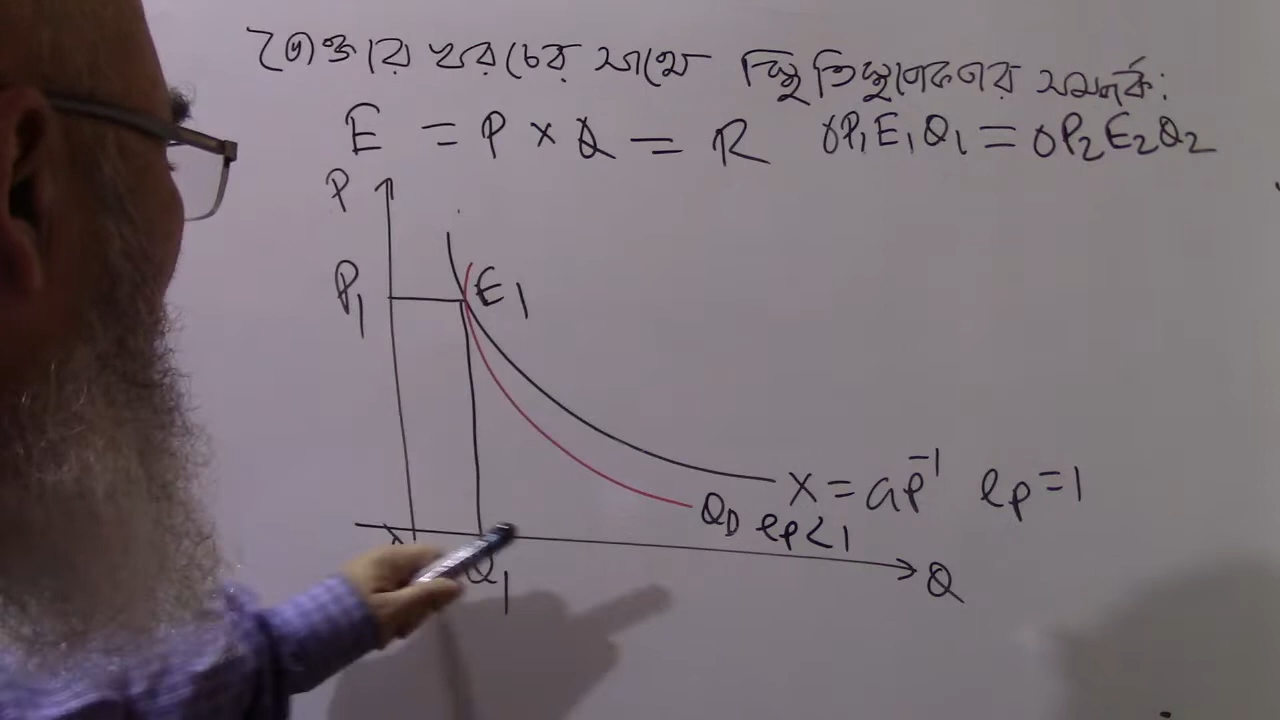 ভোক্তার খরচের সাথে স্থিতিস্থাপকতার সম্পর্ক:
E = P × Q = R OP₁E₁Q₁ = OP₂E₂Q₂
P
P₁ E₁
X = aP⁻¹ eₚ = 1
Q_D eₚ < 1
Q₁ Q